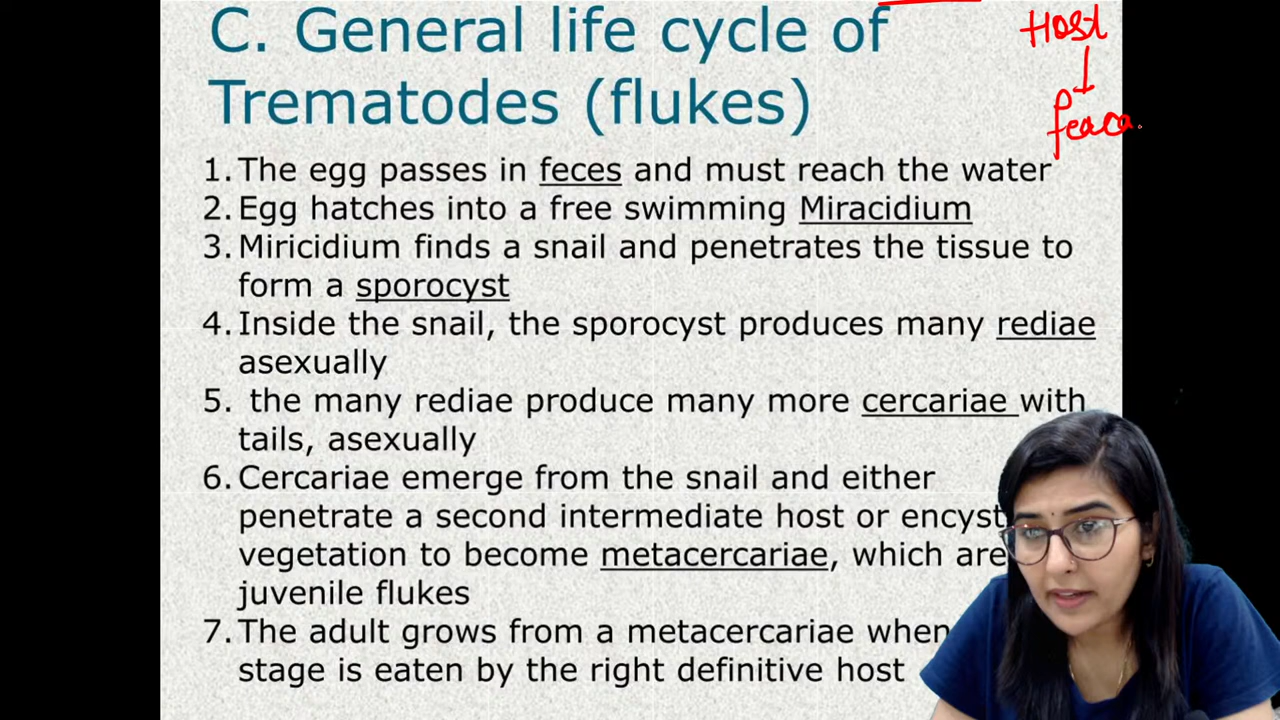 C. General life cycle of
Trematodes (flukes)
Host
1. The egg passes in feces and must reach the water
2. Egg hatches into a free swimming Miracidium
3. Miricidium finds a snail and penetrates the tissue to
form a sporocyst
4. Inside the snail, the sporocyst produces many rediae
asexually
5. the many rediae produce many more cercariae with
tails, asexually
6. Cercariae emerge from the snail and either
penetrate a second intermediate host or encyst
vegetation to become metacercariae, which are
juvenile flukes
7. The adult grows from a metacercariae when
stage is eaten by the right definitive host